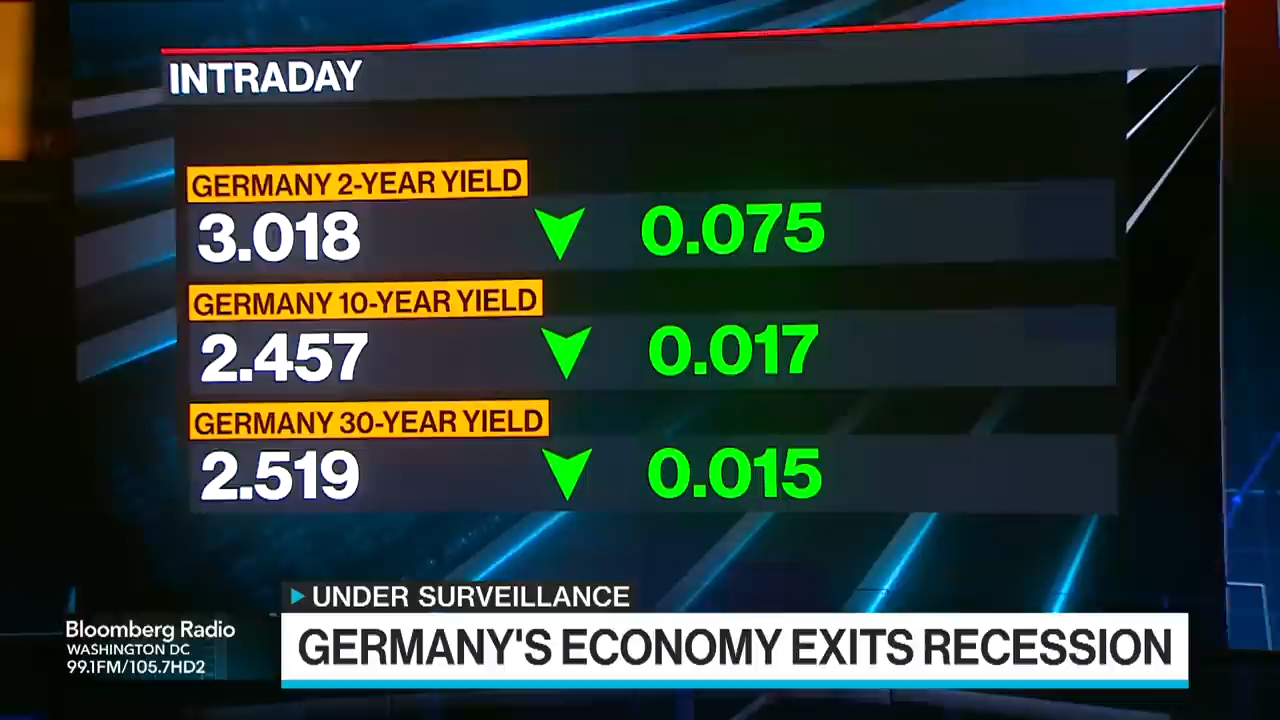 INTRADAY
GERMANY 2-YEAR YIELD
3.018 0.075
GERMANY 10-YEAR YIELD
2.457 0.017
GERMANY 30-YEAR YIELD
2.519 0.015
UNDER SURVEILLANCE
GERMANY'S ECONOMY EXITS RECESSION
Bloomberg Radio
WASHINGTON DC
99.1FM/105.7HD2